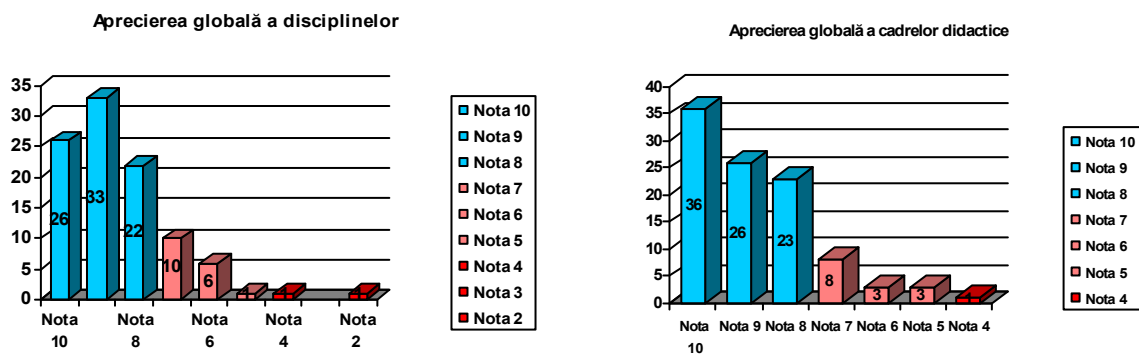 Aprecierea globală a disciplinelor
35
30
25
20
15
10
5
0
26
33
22
10
6
1
1
1
Nota 10
Nota 8
Nota 6
Nota 4
Nota 2
Nota 10
Nota 9
Nota 8
Nota 7
Nota 6
Nota 5
Nota 4
Nota 3
Nota 2
Aprecierea globală a cadrelor didactice
40
35
30
25
20
15
10
5
0
36
26
23
8
3
3
1
Nota 10
Nota 9
Nota 8
Nota 7
Nota 6
Nota 5
Nota 4
Nota 10
Nota 9
Nota 8
Nota 7
Nota 6
Nota 5
Nota 4